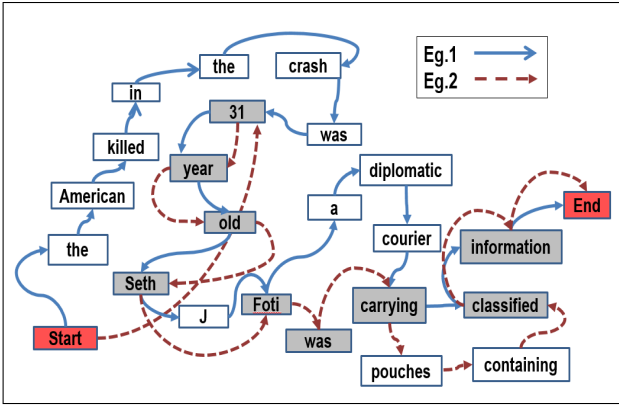 Eg.1
Eg.2
the
crash
in
31
was
killed
year
diplomatic
American
a
old
End
the
courier
information
Seth
J
Foti
carrying
classified
Start
was
pouches
containing